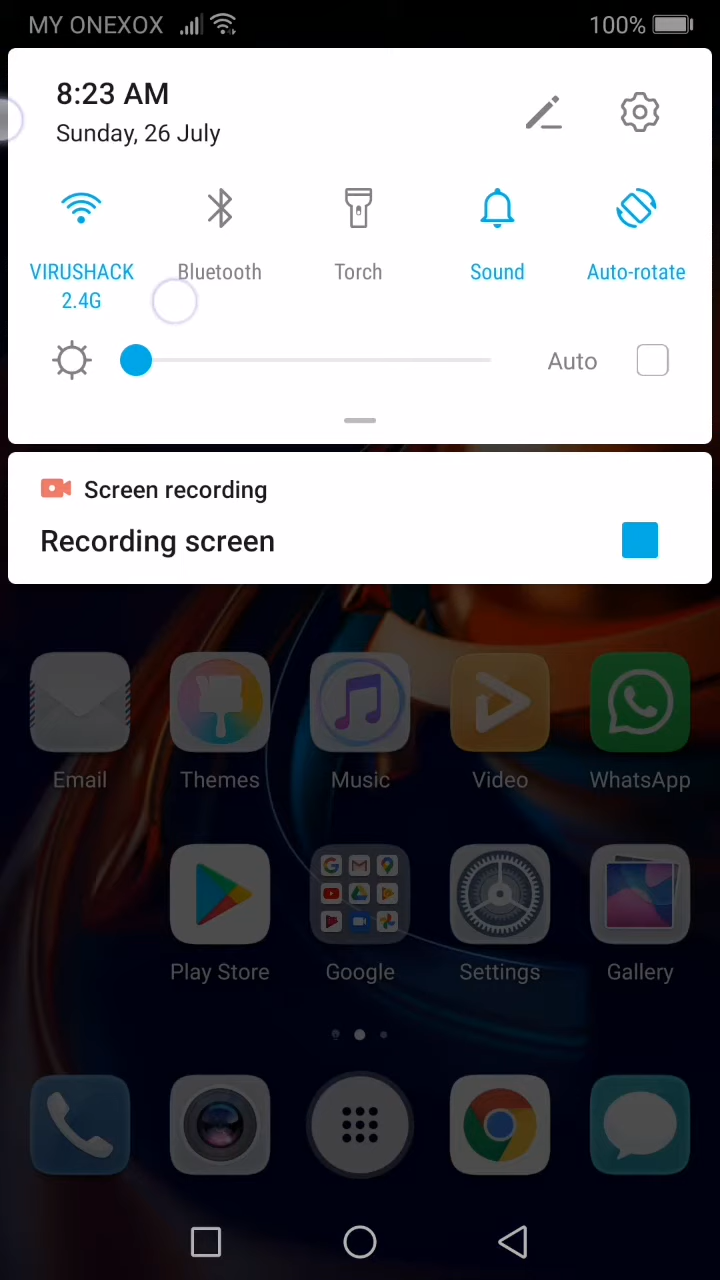 MY ONEXOX
100%
8:23 AM
Sunday, 26 July
VIRUSHACK
2.4G
Bluetooth
Torch
Sound
Auto-rotate
Auto
Screen recording
Recording screen
Email
Themes
Music
Video
WhatsApp
Play Store
Google
Settings
Gallery